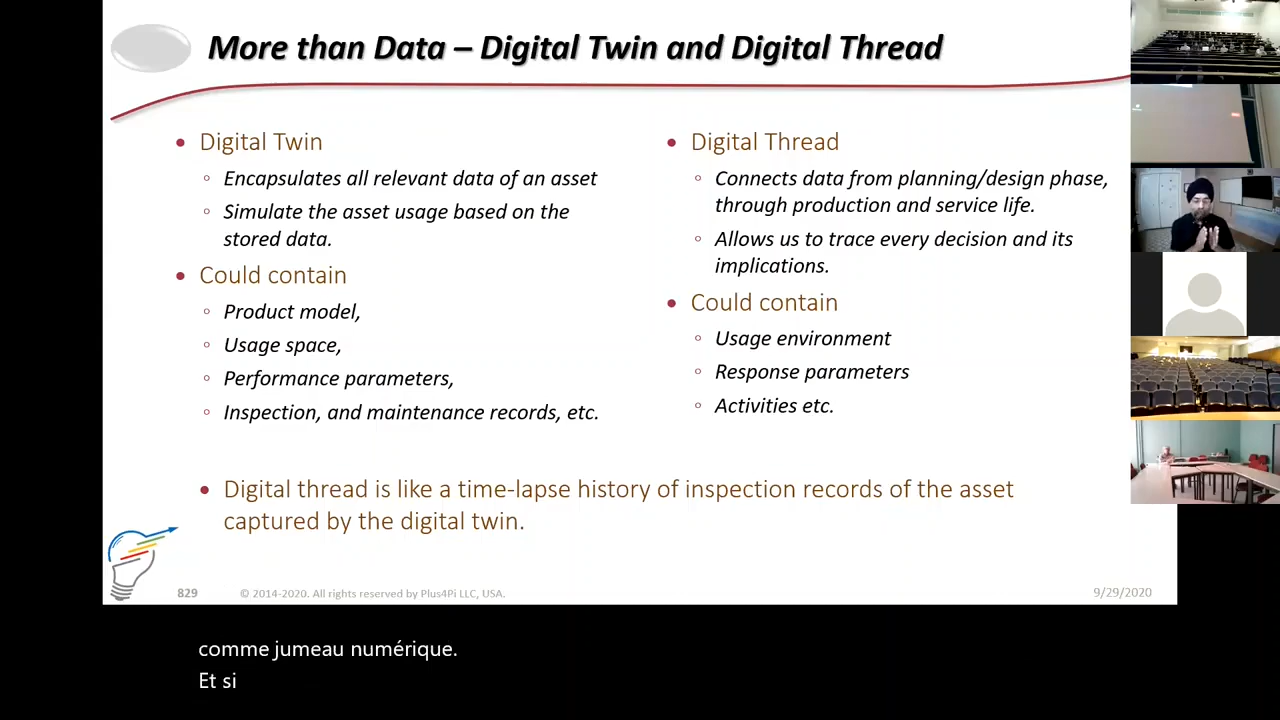 More than Data – Digital Twin and Digital Thread
Digital Twin
Encapsulates all relevant data of an asset
Simulate the asset usage based on the
stored data.
Could contain
Product model,
Usage space,
Performance parameters,
Inspection, and maintenance records, etc.
Digital Thread
Connects data from planning/design phase,
through production and service life.
Allows us to trace every decision and its
implications.
Could contain
Usage environment
Response parameters
Activities etc.
Digital thread is like a time-lapse history of inspection records of the asset
captured by the digital twin.
829
© 2014-2020. All rights reserved by Plus4Pi LLC, USA.
9/29/2020
comme jumeau numérique.
Et si